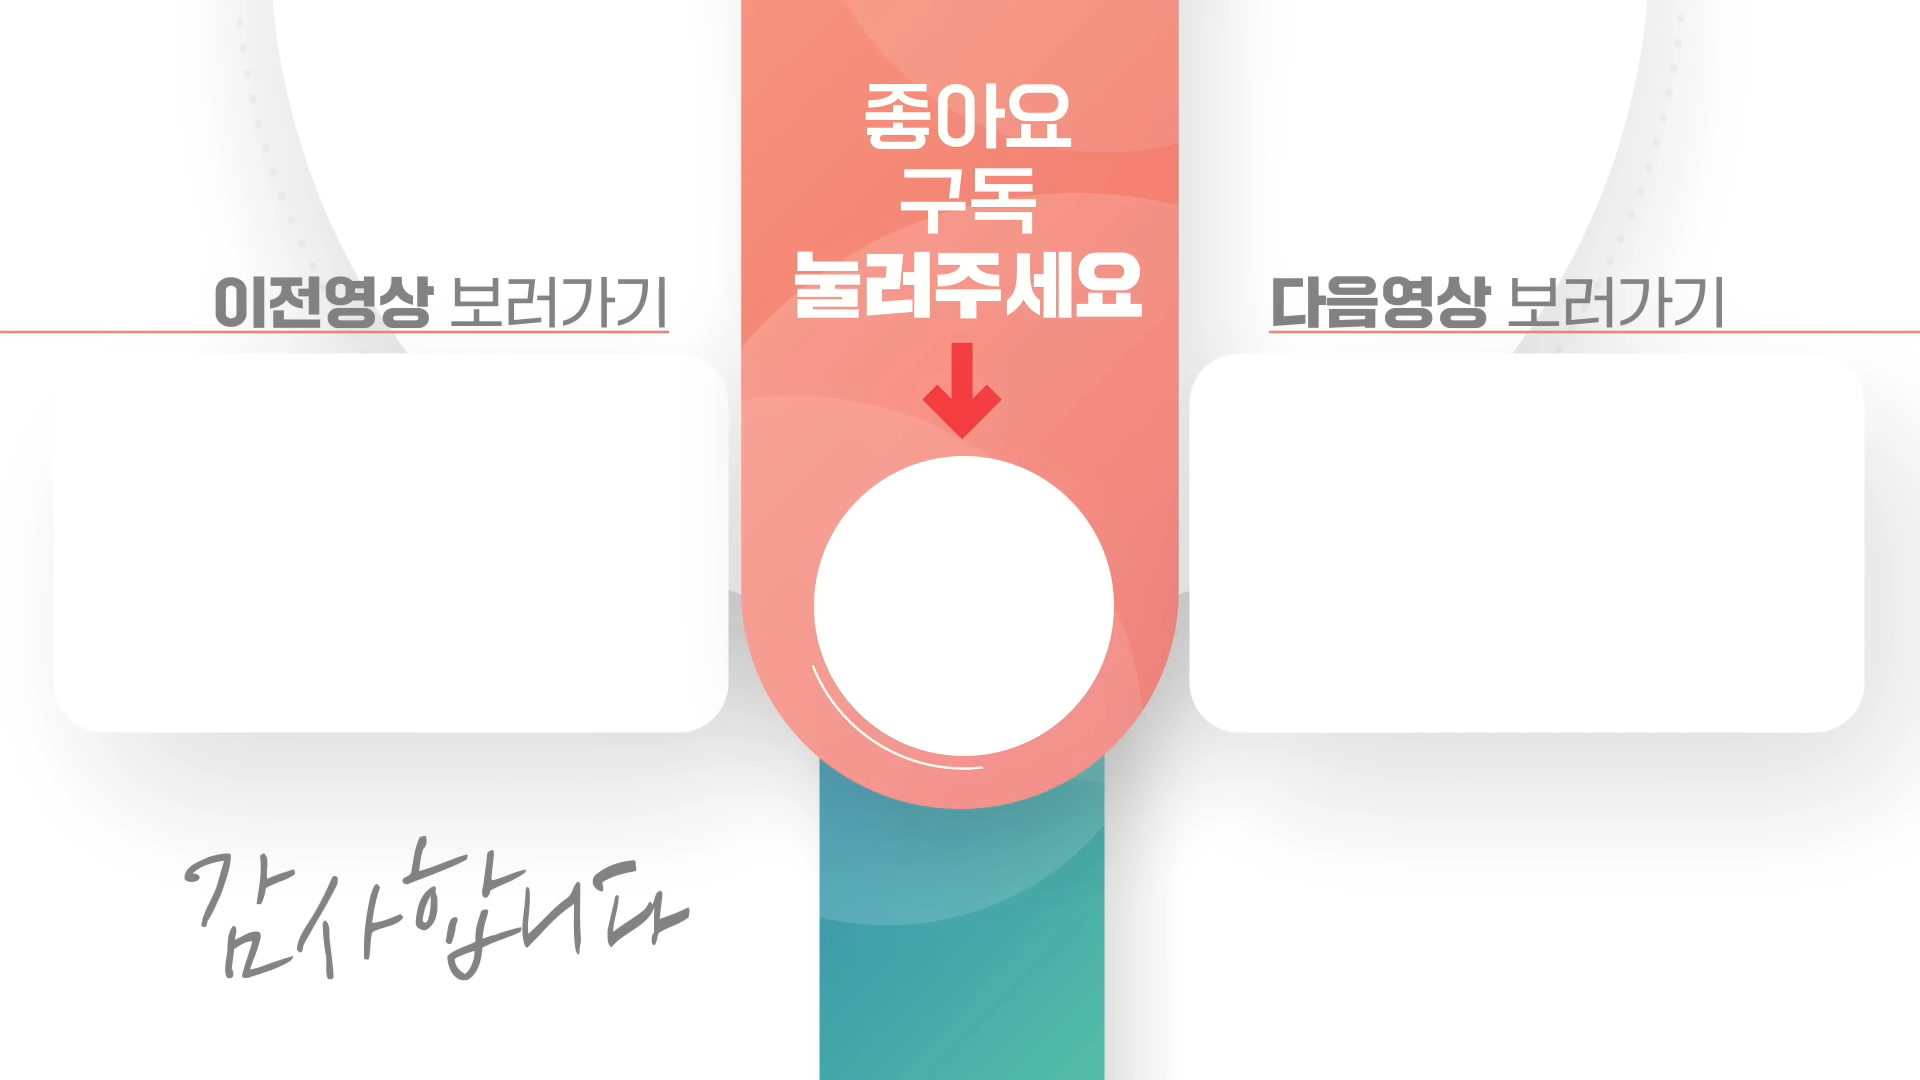 좋아요
구독
눌러주세요
이전영상 보러가기
다음영상 보러가기
감사합니다